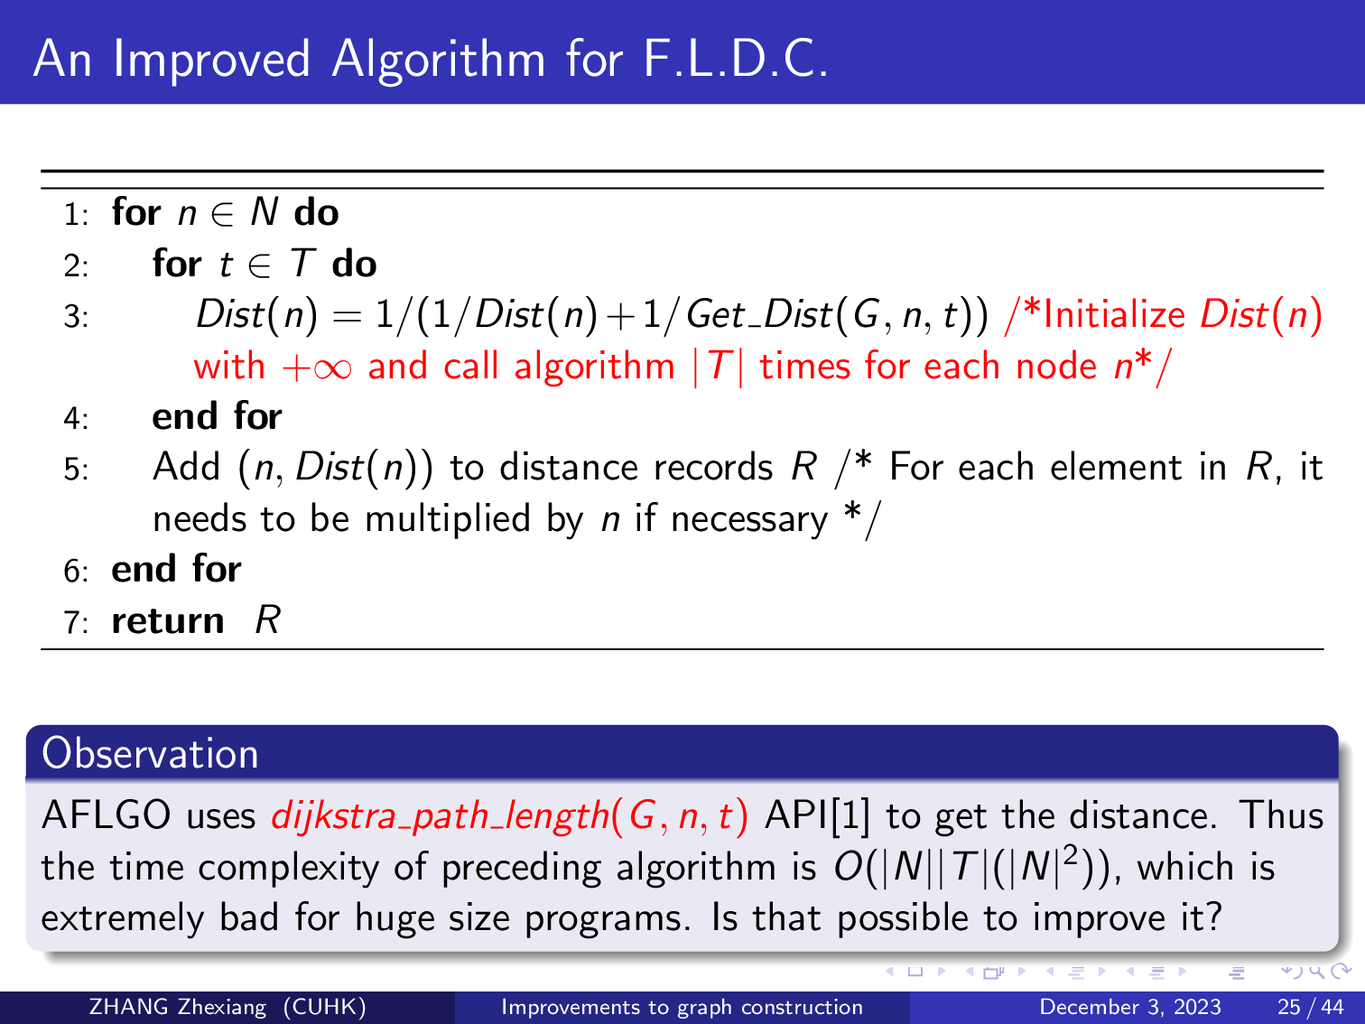 An Improved Algorithm for F.L.D.C.
1: for n ∈ N do
2: for t ∈ T do
3: Dist(n) = 1/(1/Dist(n)+1/Get_Dist(G, n, t)) /*Initialize Dist(n)
with +∞ and call algorithm |T| times for each node n*/
4: end for
5: Add (n, Dist(n)) to distance records R /* For each element in R, it
needs to be multiplied by n if necessary */
6: end for
7: return R
Observation
AFLGO uses dijkstra_path_length(G, n, t) API[1] to get the distance. Thus
the time complexity of preceding algorithm is O(|N||T|(|N|²)), which is
extremely bad for huge size programs. Is that possible to improve it?
ZHANG Zhexiang (CUHK) Improvements to graph construction December 3, 2023 25 / 44